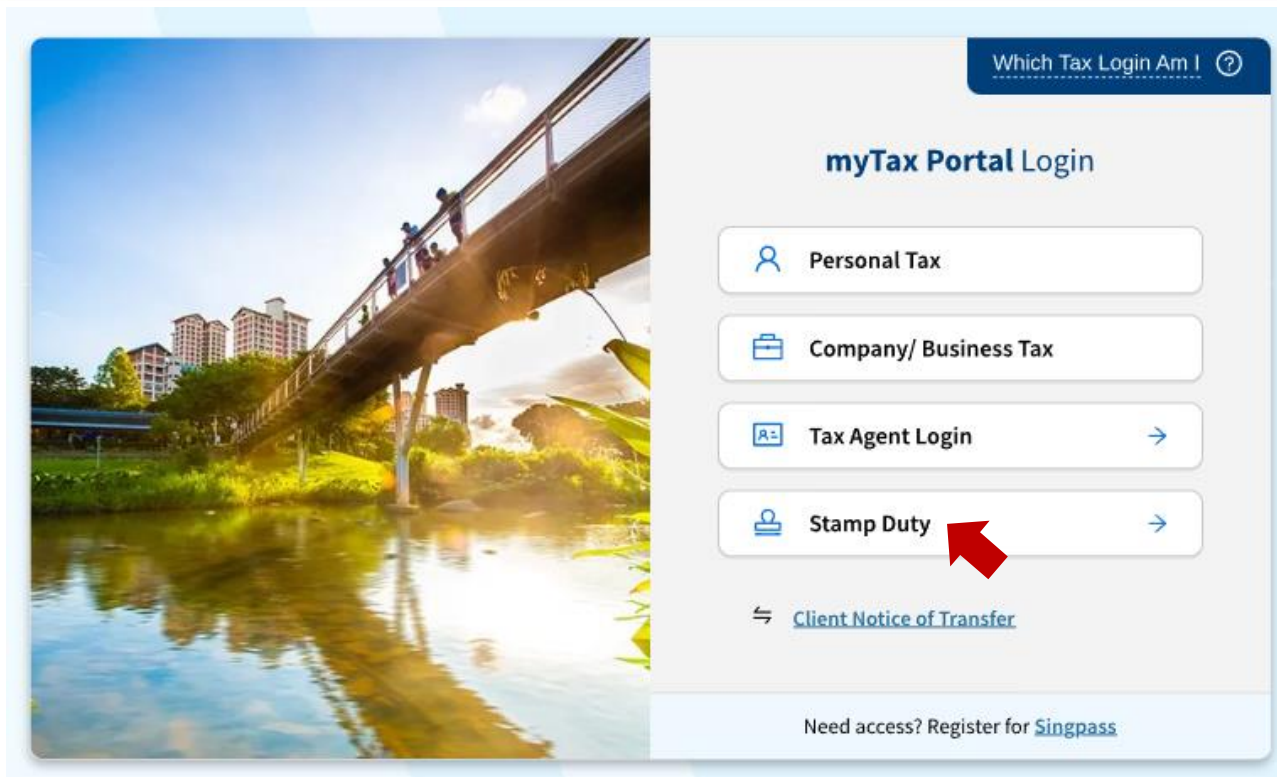 Which Tax Login Am I
myTax Portal Login
Personal Tax
Company/ Business Tax
Tax Agent Login
Stamp Duty
Client Notice of Transfer
Need access? Register for Singpass